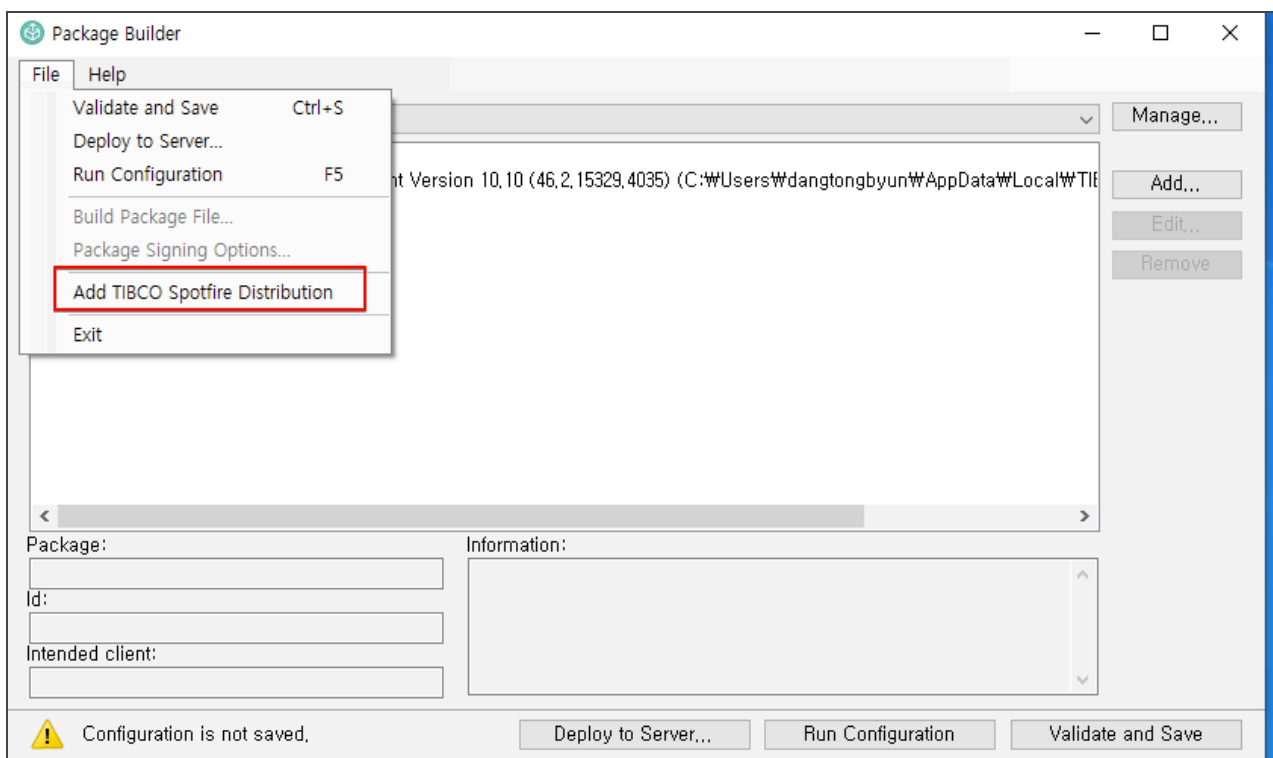 Package Builder
File Help
Validate and Save Ctrl+S
Deploy to Server...
Run Configuration F5
Build Package File...
Package Signing Options...
Add TIBCO Spotfire Distribution
Exit
Manage...
nt Version 10.10 (46.2.15329.4035) (C:₩Users₩dangtongbyun₩AppData₩Local₩TIB
Add...
Edit...
Remove
Package:
Information:
Id:
Intended client:
Configuration is not saved.
Deploy to Server...
Run Configuration
Validate and Save